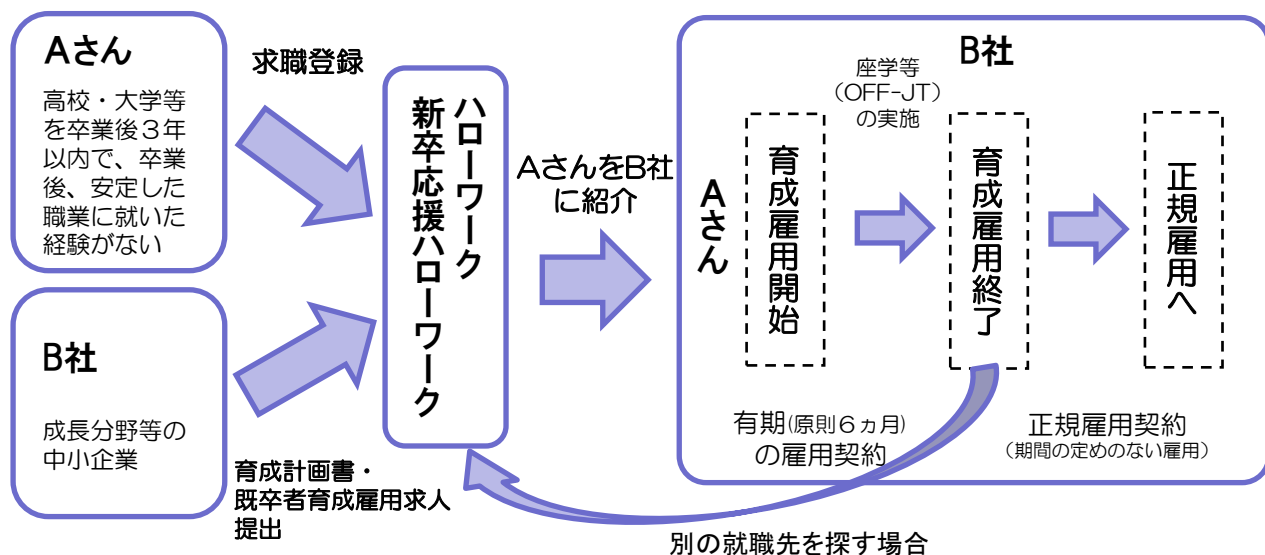 Aさん
高校・大学等
を卒業後３年
以内で、卒業
後、安定した
職業に就いた
経験がない
求職登録
B社
成長分野等の
中小企業
育成計画書・
既卒者育成雇用求人
提出
ハローワーク
新卒応援ハローワーク
AさんをB社
に紹介
B社
Aさん
育成雇用開始
座学等
（OFF-JT）
の実施
育成雇用終了
正規雇用へ
有期(原則６ヵ月)
の雇用契約
正規雇用契約
（期間の定めのない雇用）
別の就職先を探す場合